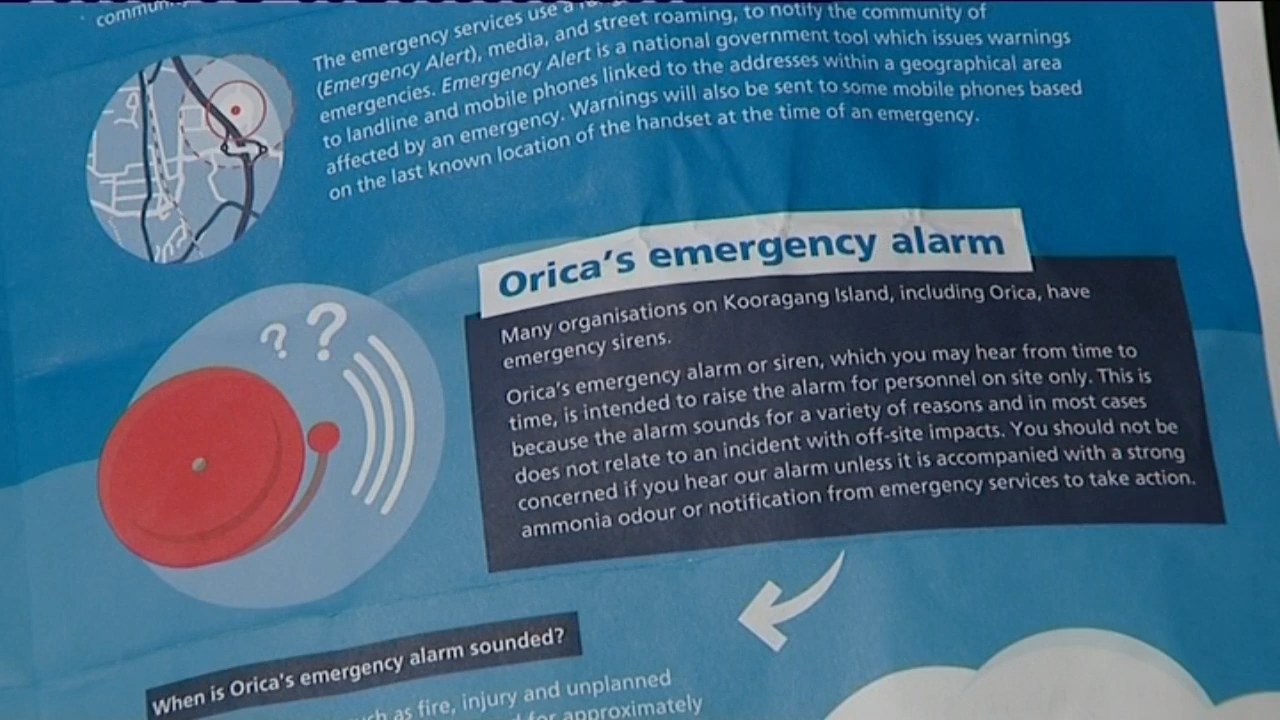 commun
The emergency services use a
(Emergency Alert), media, and street roaming, to notify the community of
emergencies. Emergency Alert is a national government tool which issues warnings
to landline and mobile phones linked to the addresses within a geographical area
affected by an emergency. Warnings will also be sent to some mobile phones based
on the last known location of the handset at the time of an emergency.
? ?
Orica's emergency alarm
Many organisations on Kooragang Island, including Orica, have
emergency sirens.
Orica's emergency alarm or siren, which you may hear from time to
time, is intended to raise the alarm for personnel on site only. This is
because the alarm sounds for a variety of reasons and in most cases
does not relate to an incident with off-site impacts. You should not be
concerned if you hear our alarm unless it is accompanied with a strong
ammonia odour or notification from emergency services to take action.
When is Orica's emergency alarm sounded?
as fire, injury and unplanned
for approximately